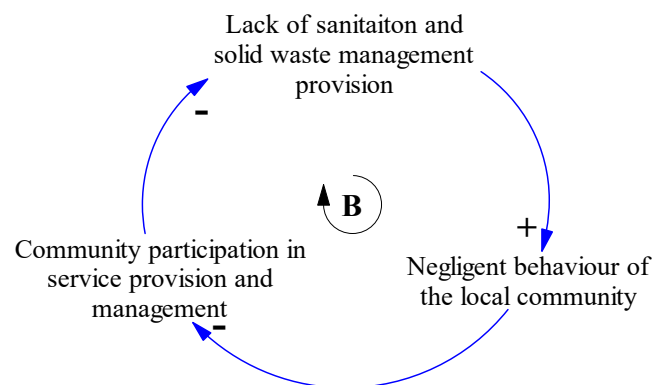 Lack of sanitaiton and
solid waste management
provision
-
B
+
Community participation in
service provision and
management
-
Negligent behaviour of
the local community